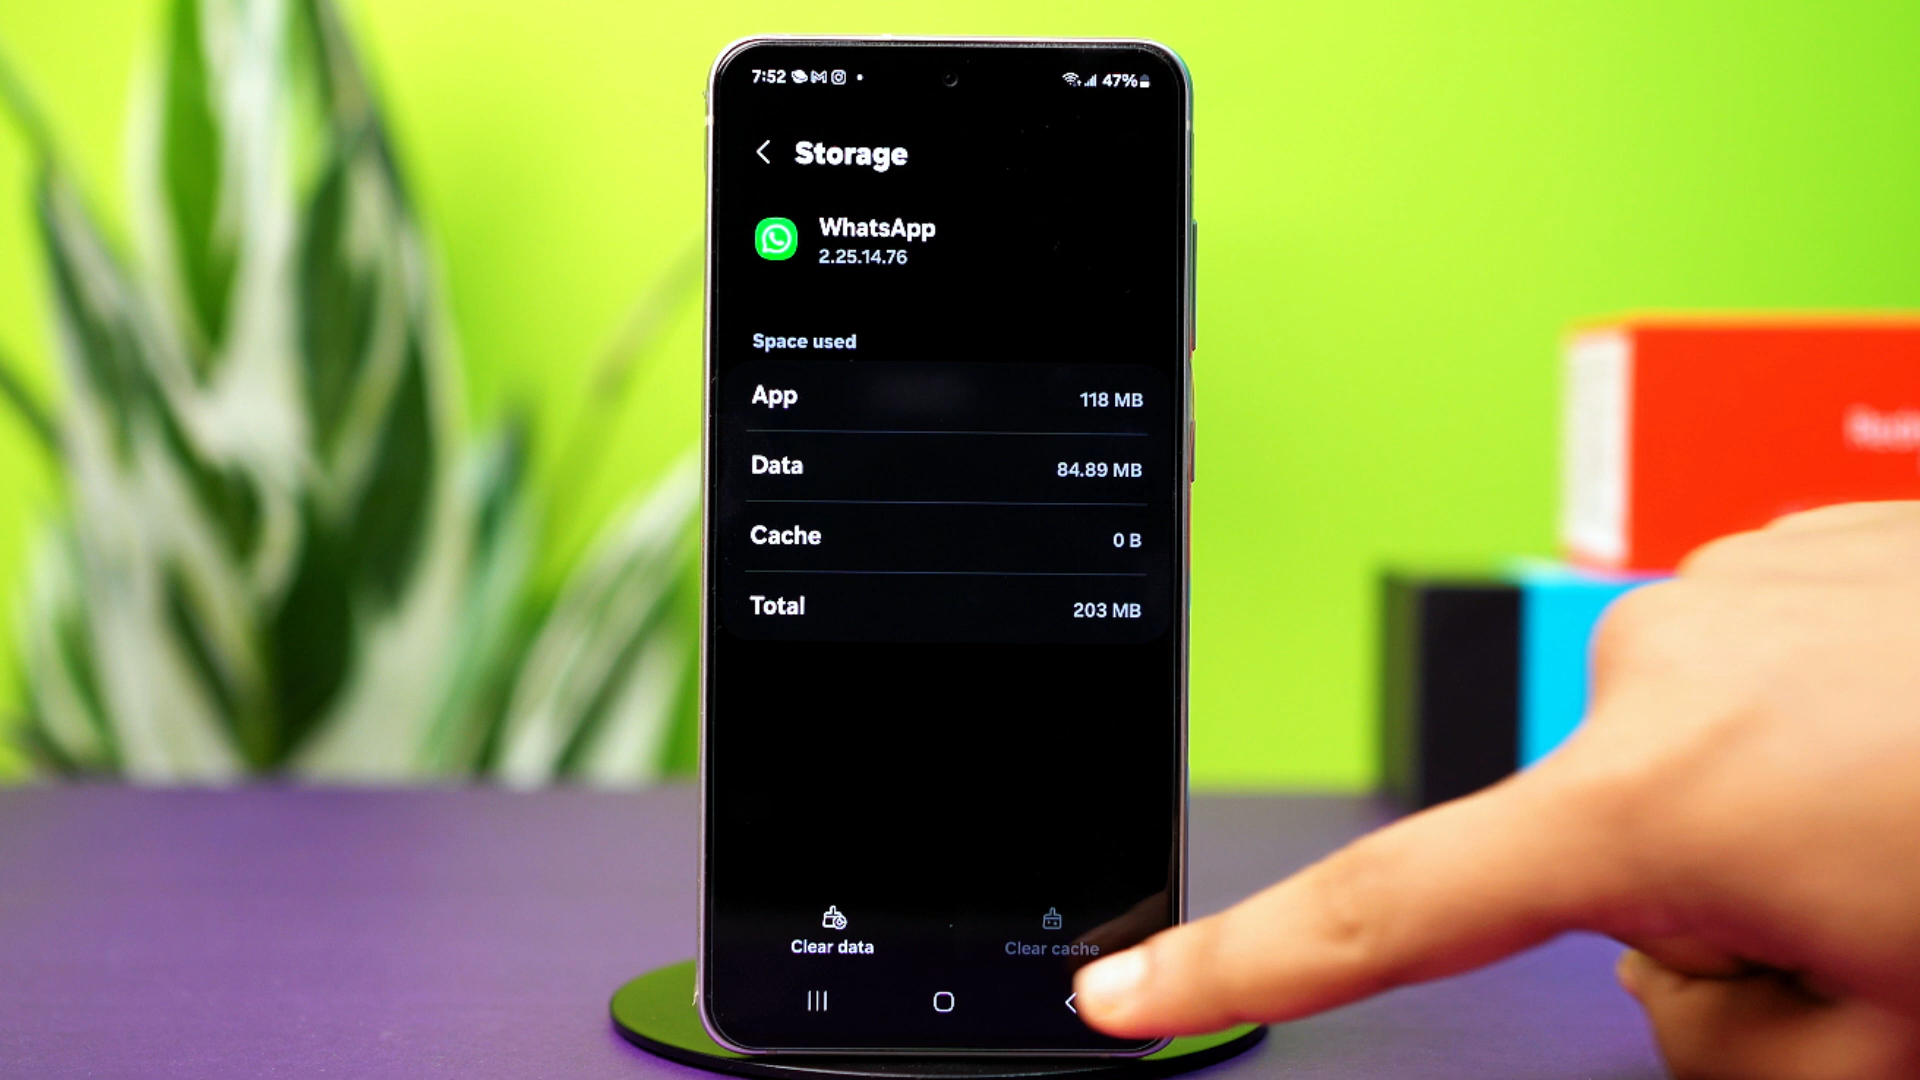 7:52
47%
Storage
WhatsApp
2.25.14.76
Space used
App 118 MB
Data 84.89 MB
Cache 0 B
Total 203 MB
Clear data Clear cache